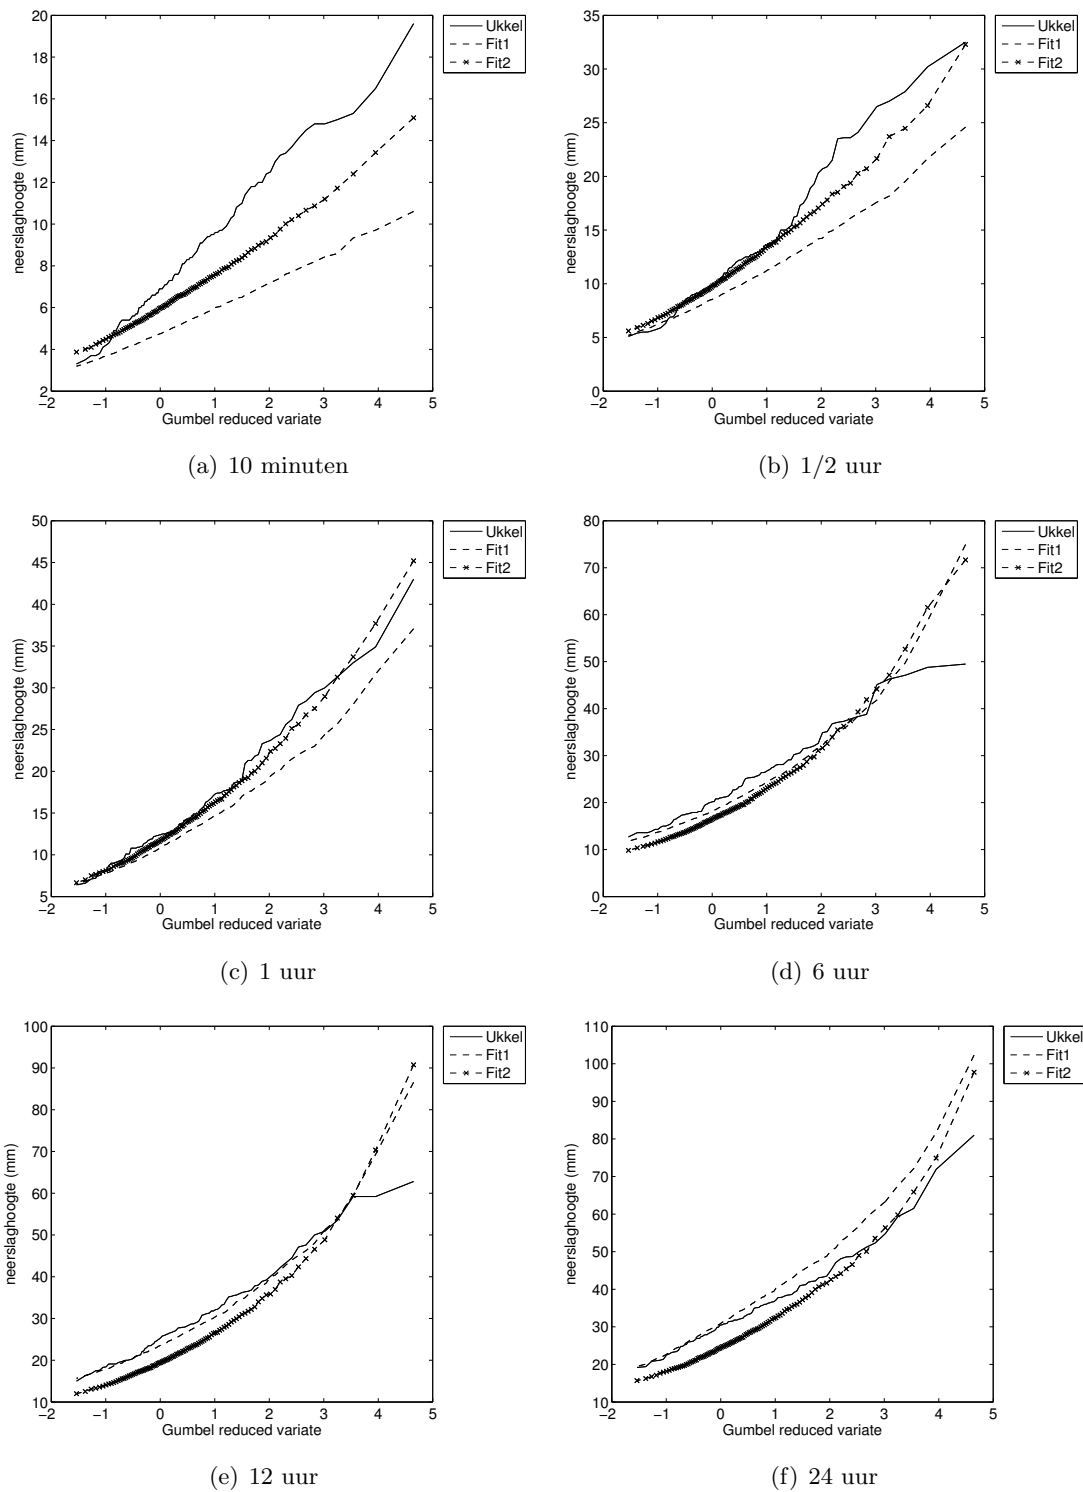 20
18
16
14
12
10
8
6
4
2
neerslaghoogte (mm)
−2 −1 0 1 2 3 4 5
Gumbel reduced variate
Ukkel
Fit1
Fit2
(a) 10 minuten
35
30
25
20
15
10
5
0
neerslaghoogte (mm)
−2 −1 0 1 2 3 4 5
Gumbel reduced variate
Ukkel
Fit1
Fit2
(b) 1/2 uur
50
45
40
35
30
25
20
15
10
5
neerslaghoogte (mm)
−2 −1 0 1 2 3 4 5
Gumbel reduced variate
Ukkel
Fit1
Fit2
(c) 1 uur
80
70
60
50
40
30
20
10
0
neerslaghoogte (mm)
−2 −1 0 1 2 3 4 5
Gumbel reduced variate
Ukkel
Fit1
Fit2
(d) 6 uur
100
90
80
70
60
50
40
30
20
10
neerslaghoogte (mm)
−2 −1 0 1 2 3 4 5
Gumbel reduced variate
Ukkel
Fit1
Fit2
(e) 12 uur
110
100
90
80
70
60
50
40
30
20
10
neerslaghoogte (mm)
−2 −1 0 1 2 3 4 5
Gumbel reduced variate
Ukkel
Fit1
Fit2
(f) 24 uur